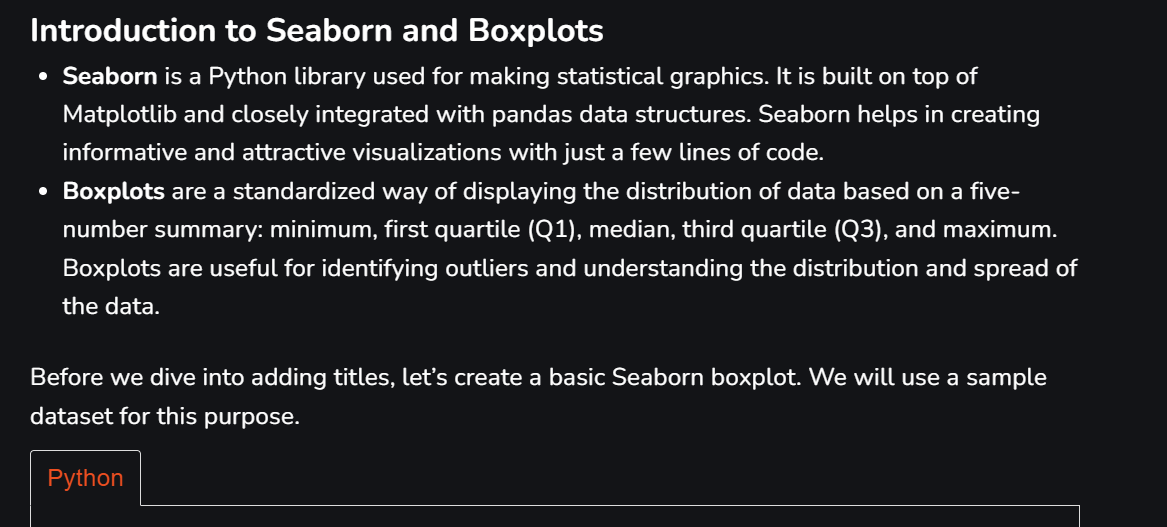 Introduction to Seaborn and Boxplots
• Seaborn is a Python library used for making statistical graphics. It is built on top of
Matplotlib and closely integrated with pandas data structures. Seaborn helps in creating
informative and attractive visualizations with just a few lines of code.
• Boxplots are a standardized way of displaying the distribution of data based on a five-
number summary: minimum, first quartile (Q1), median, third quartile (Q3), and maximum.
Boxplots are useful for identifying outliers and understanding the distribution and spread of
the data.
Before we dive into adding titles, let’s create a basic Seaborn boxplot. We will use a sample
dataset for this purpose.
Python